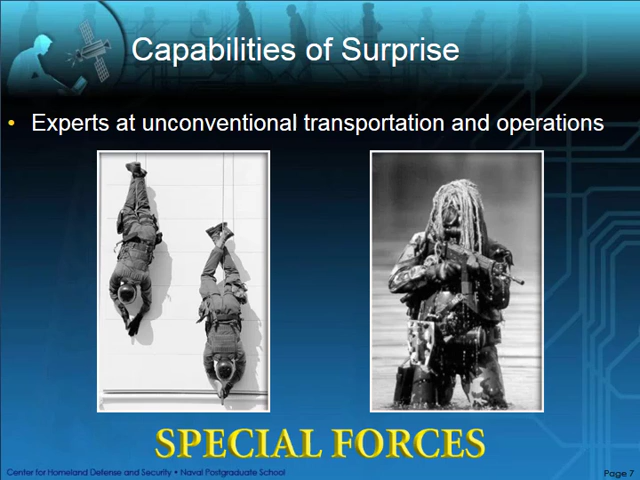 Capabilities of Surprise
• Experts at unconventional transportation and operations
SPECIAL FORCES
Center for Homeland Defense and Security • Naval Postgraduate School
Page 7